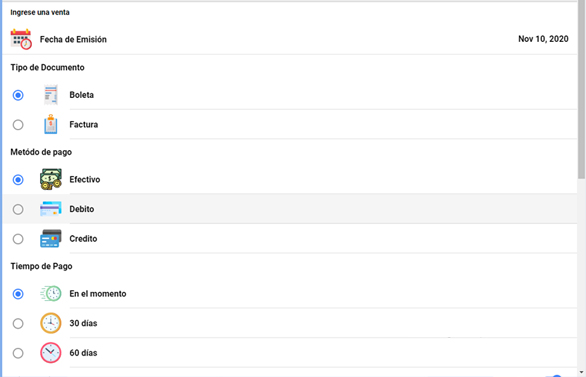 Ingrese una venta
Fecha de Emisión Nov 10, 2020
Tipo de Documento
Boleta
Factura
Metódo de pago
Efectivo
Debito
Credito
Tiempo de Pago
En el momento
30 días
60 días